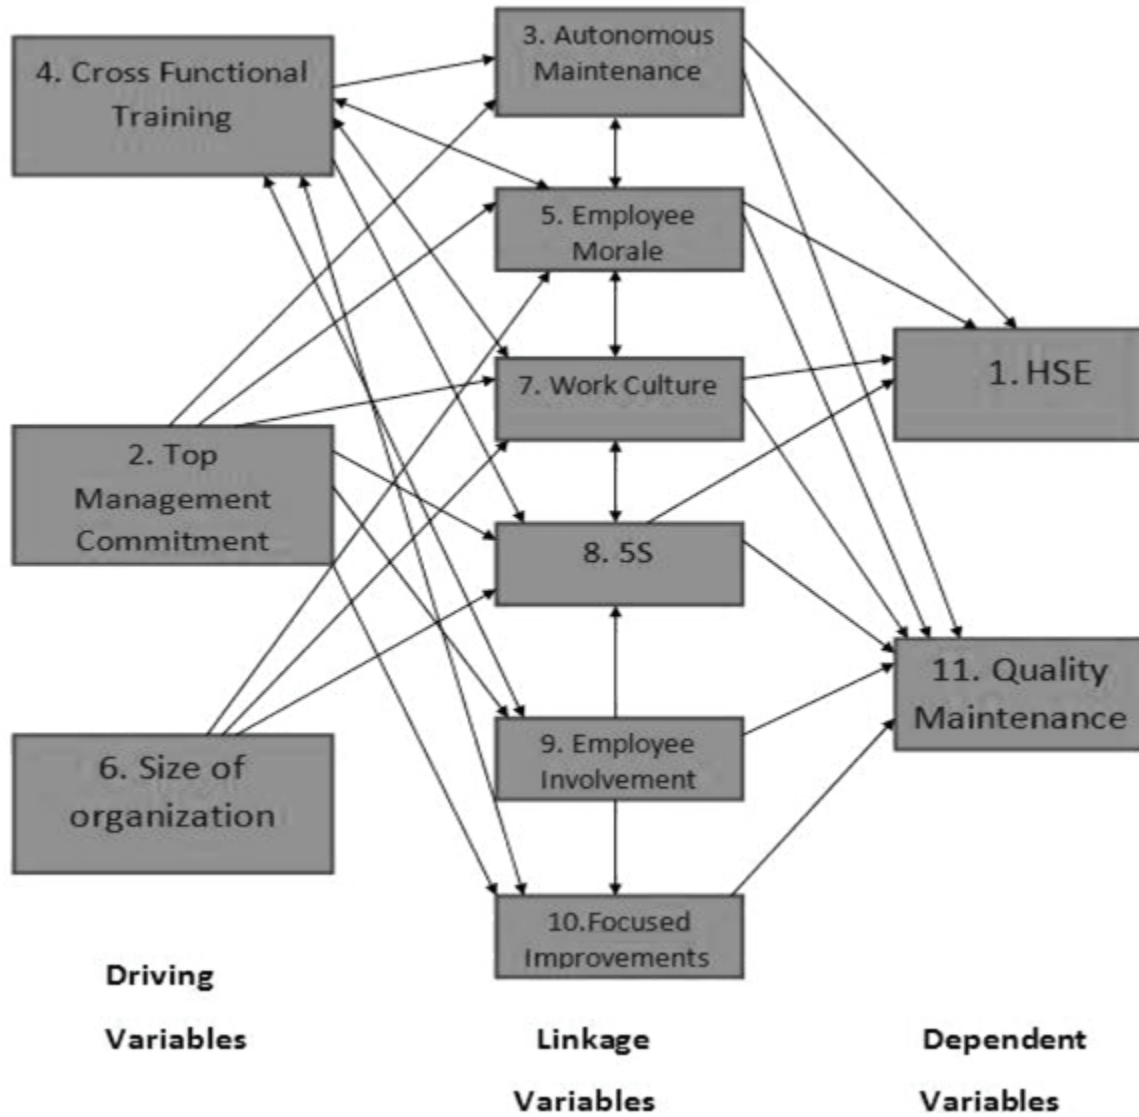 4. Cross Functional
Training
2. Top
Management
Commitment
6. Size of
organization
3. Autonomous
Maintenance
5. Employee
Morale
7. Work Culture
8. 5S
9. Employee
Involvement
10.Focused
Improvements
1. HSE
11. Quality
Maintenance
Driving
Variables
Linkage
Variables
Dependent
Variables